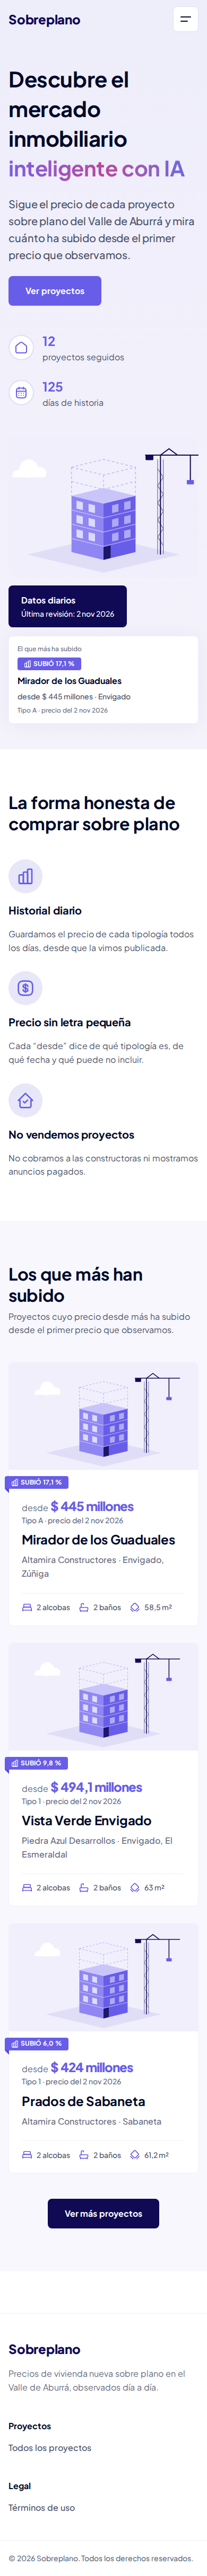 Sobreplano
Descubre el
mercado
inmobiliario
inteligente con IA
Sigue el precio de cada proyecto
sobre plano del Valle de Aburrá y mira
cuánto ha subido desde el primer
precio que observamos.
Ver proyectos
12
proyectos seguidos
125
días de historia
Datos diarios
Última revisión: 2 nov 2026
El que más ha subido
SUBIÓ 17,1 %
Mirador de los Guaduales
desde $ 445 millones · Envigado
Tipo A · precio del 2 nov 2026
La forma honesta de
comprar sobre plano
Historial diario
Guardamos el precio de cada tipología todos
los días, desde que la vimos publicada.
Precio sin letra pequeña
Cada "desde" dice de qué tipología es, de
qué fecha y qué puede no incluir.
No vendemos proyectos
No cobramos a las constructoras ni mostramos
anuncios pagados.
Los que más han
subido
Proyectos cuyo precio desde más ha subido
desde el primer precio que observamos.
SUBIÓ 17,1 %
desde $ 445 millones
Tipo A · precio del 2 nov 2026
Mirador de los Guaduales
Altamira Constructores · Envigado,
Zúñiga
2 alcobas 2 baños 58,5 m²
SUBIÓ 9,8 %
desde $ 494,1 millones
Tipo 1 · precio del 2 nov 2026
Vista Verde Envigado
Piedra Azul Desarrollos · Envigado, El
Esmeraldal
2 alcobas 2 baños 63 m²
SUBIÓ 6,0 %
desde $ 424 millones
Tipo 1 · precio del 2 nov 2026
Prados de Sabaneta
Altamira Constructores · Sabaneta
2 alcobas 2 baños 61,2 m²
Ver más proyectos
Sobreplano
Precios de vivienda nueva sobre plano en el
Valle de Aburrá, observados día a día.
Proyectos
Todos los proyectos
Legal
Términos de uso
© 2026 Sobreplano. Todos los derechos reservados.